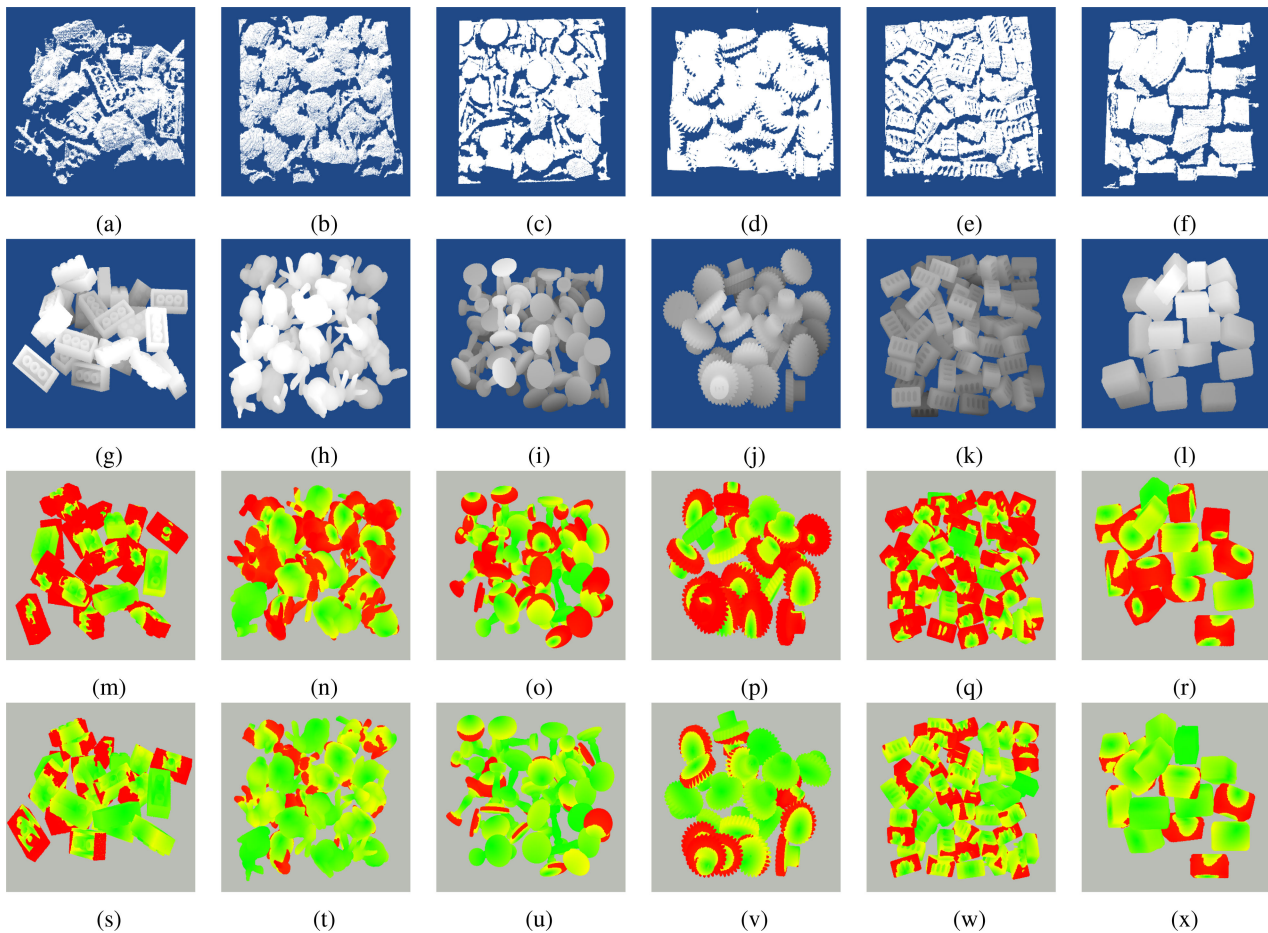 (a) (b) (c) (d) (e) (f)
(g) (h) (i) (j) (k) (l)
(m) (n) (o) (p) (q) (r)
(s) (t) (u) (v) (w) (x)